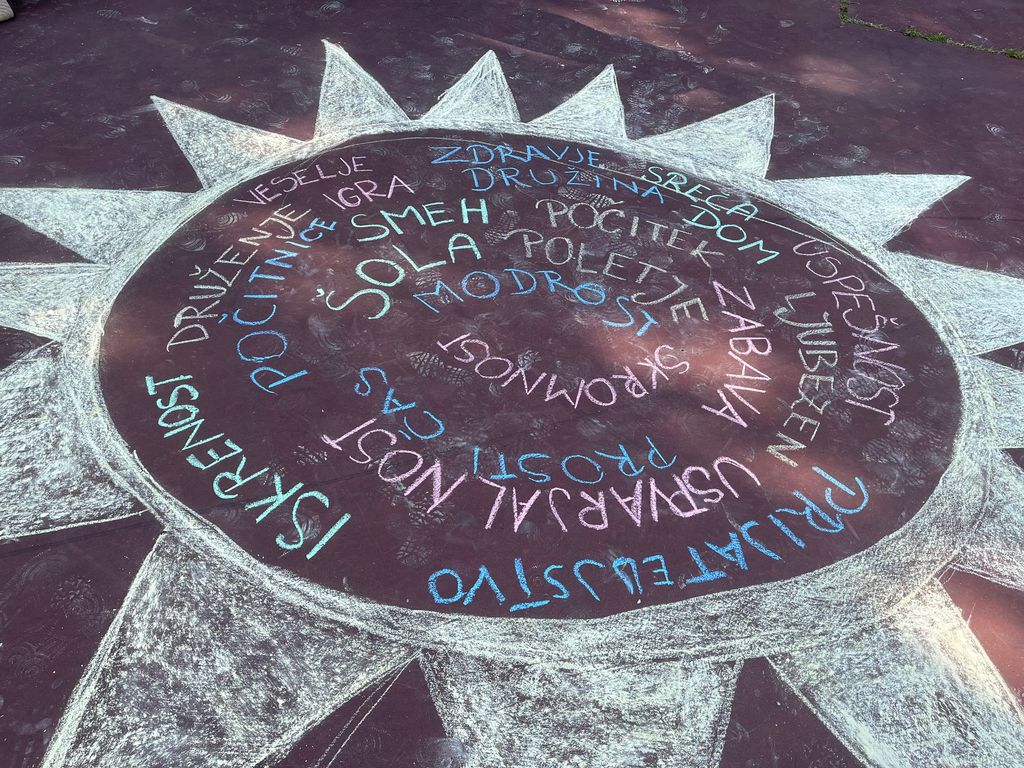 ZDRAVJE
DRUŽINA
SREČA
DOM
VESELJE
IGRA
SMEH
ŠOLA
POČITEK
POLETJE
MODROST
DRUŽENJE
POČITNICE
USPEŠNOST
LJUBEZEN
ZABAVA
SKROMNOST
ISKRENOST
PROSTI ČAS
USTVARJALNOST
PRIJATELJSTVO